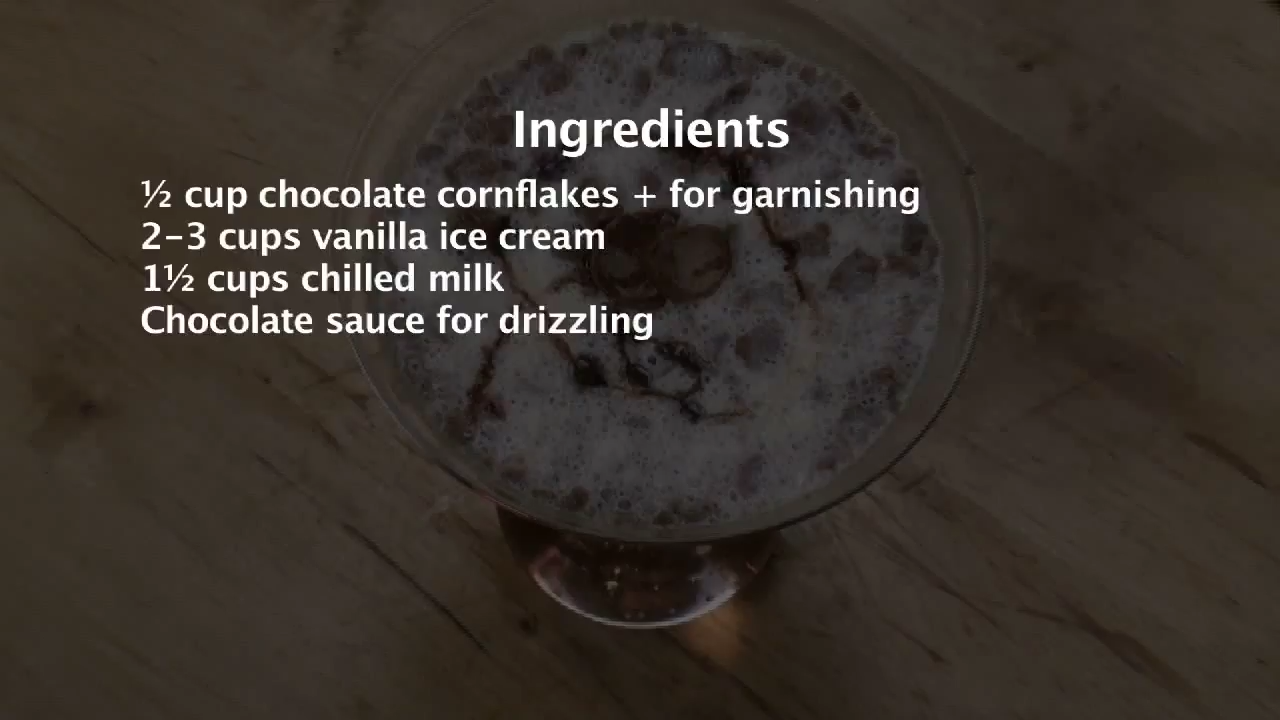 Ingredients
½ cup chocolate cornflakes + for garnishing
2-3 cups vanilla ice cream
1½ cups chilled milk
Chocolate sauce for drizzling